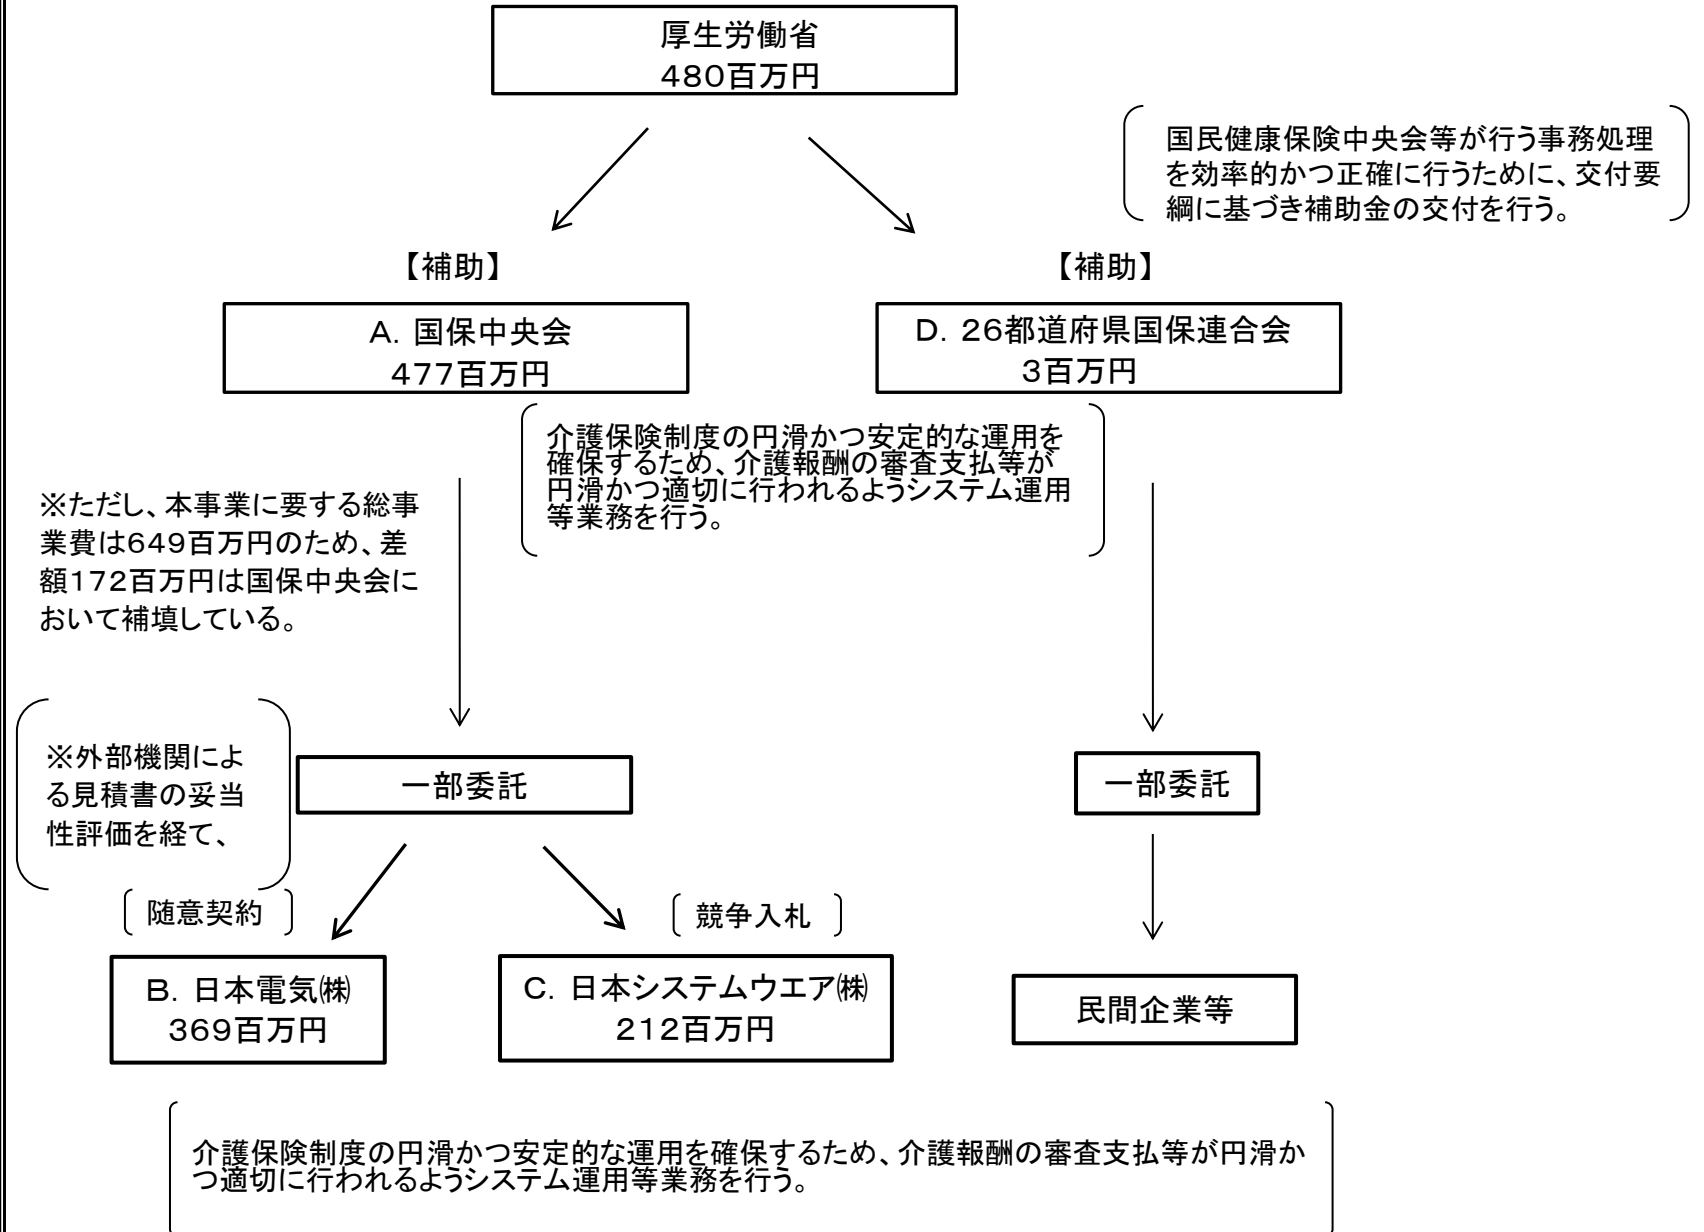 厚生労働省
480百万円
国民健康保険中央会等が行う事務処理
を効率的かつ正確に行うために、交付要
綱に基づき補助金の交付を行う。
【補助】
【補助】
A. 国保中央会
477百万円
D. 26都道府県国保連合会
3百万円
介護保険制度の円滑かつ安定的な運用を
確保するため、介護報酬の審査支払等が
円滑かつ適切に行われるようシステム運用
等業務を行う。
※ただし、本事業に要する総事
業費は649百万円のため、差
額172百万円は国保中央会に
おいて補填している。
※外部機関によ
る見積書の妥当
性評価を経て、
一部委託
一部委託
随意契約
競争入札
B. 日本電気㈱
369百万円
C. 日本システムウエア㈱
212百万円
民間企業等
介護保険制度の円滑かつ安定的な運用を確保するため、介護報酬の審査支払等が円滑か
つ適切に行われるようシステム運用等業務を行う。